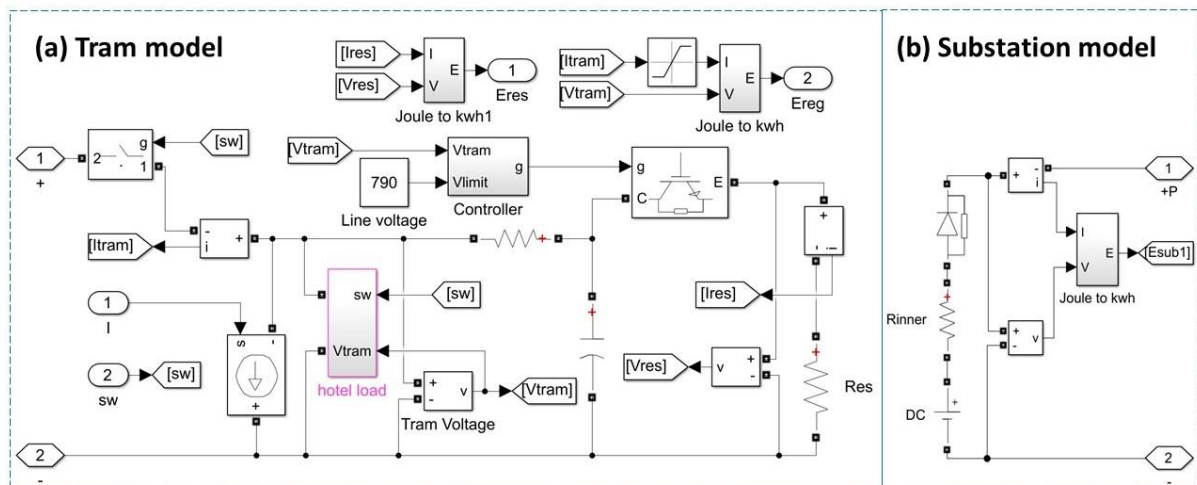 (a) Tram model
[Ires]
[Vres]
I
V
E
1
Eres
Joule to kwh1
[Itram]
[Vtram]
I
V
E
2
Ereg
Joule to kwh
1
+
2
g
1
[sw]
[Vtram]
790
Line voltage
Vtram
Vlimit
g
Controller
g
C
E
+
-
i
[Itram]
-
i
+
+
+
1
I
2
sw
[sw]
s
-
+
sw
Vtram
hotel load
[sw]
+
-
v
Tram Voltage
[Vtram]
[Ires]
[Vres]
v
+
-
+
Res
2
-
(b) Substation model
+
-
i
1
+P
I
V
E
[Esub1]
Joule to kwh
+
Rinner
+
-
v
DC
+
2
-